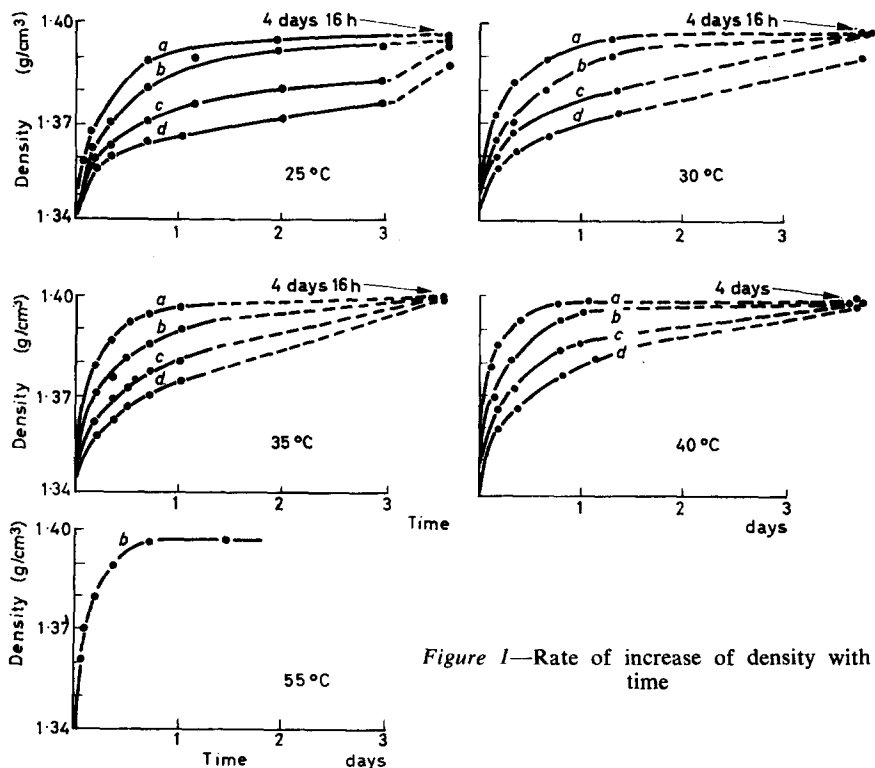 1·40
4 days 16 h
4 days 16 h
Density (g/cm³)
a
b
c
d
a
b
c
d
1·37
25 °C
30 °C
1·34
1
2
3
1
2
3
4 days 16 h
4 days
1·40
Density (g/cm³)
a
b
c
d
a
b
c
d
1·37
35 °C
40 °C
1·34
1
2
3
1
2
3
Time
days
1·40
Density (g/cm³)
b
1·37
55 °C
1·34
1
2
3
Time
days
Figure 1—Rate of increase of density with
time